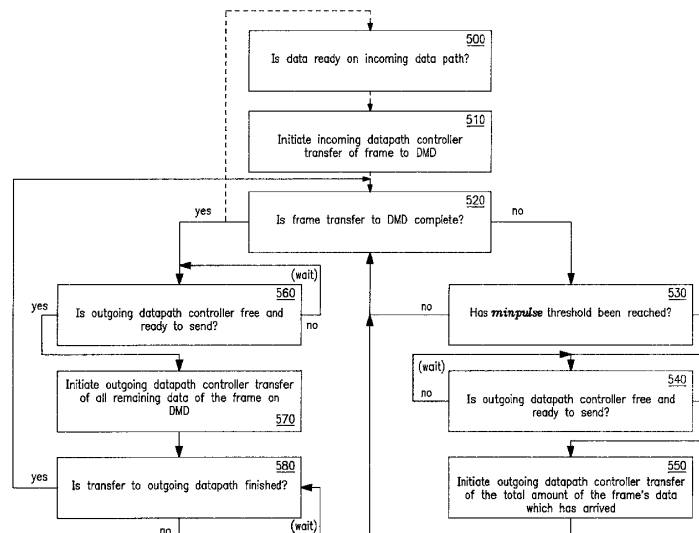 500
Is data ready on incoming data path?
510
Initiate incoming datapath controller
transfer of frame to DMD
520
yes
Is frame transfer to DMD complete?
no
(wait)
560
yes
Is outgoing datapath controller free and
ready to send?
no
530
no
Has minpulse threshold been reached?
Initiate outgoing datapath controller transfer
of all remaining data of the frame on
DMD
570
(wait)
540
no
Is outgoing datapath controller free and
ready to send?
580
yes
Is transfer to outgoing datapath finished?
(wait)
no
550
Initiate outgoing datapath controller transfer
of the total amount of the frame's data
which has arrived